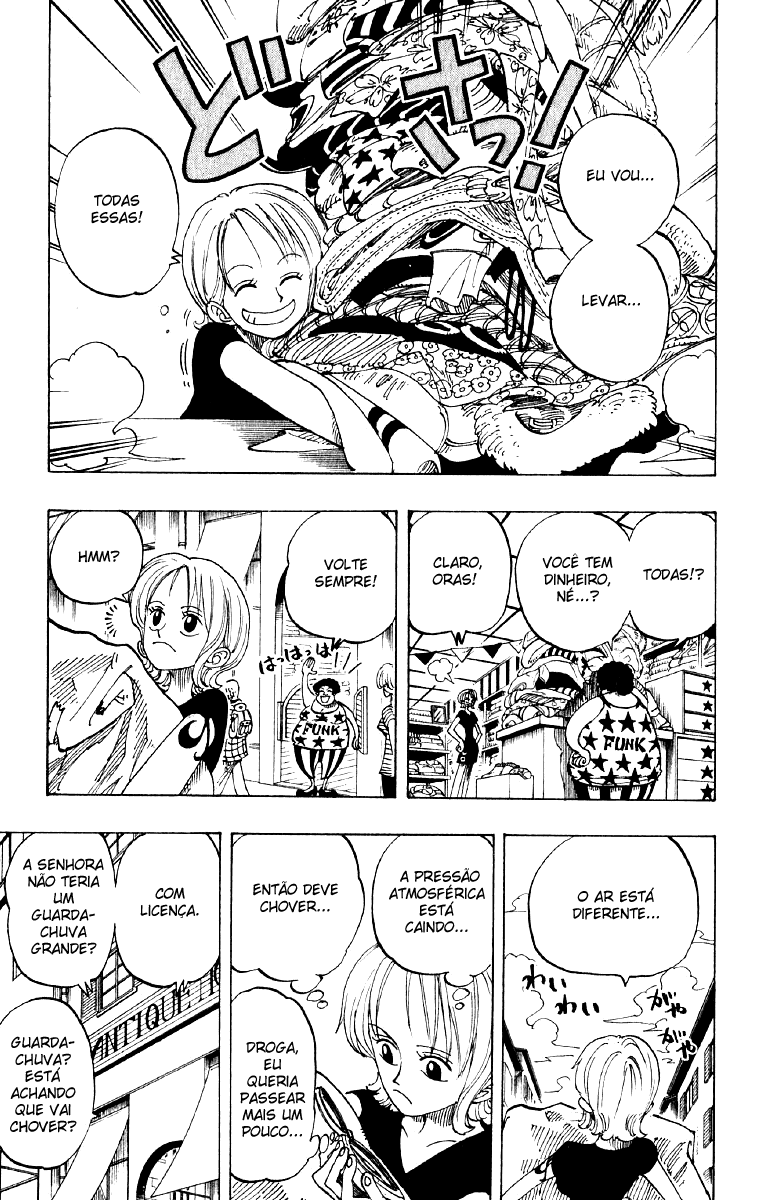 ドサっ!
EU VOU...
LEVAR...
TODAS
ESSAS!
TODAS!?
VOCÊ TEM
DINHEIRO,
NÉ...?
CLARO,
ORAS!
FUNK
VOLTE
SEMPRE!
はっはっは!!
FUNK
HMM?
O AR ESTÁ
DIFERENTE...
がや
がや
わい
わい
A PRESSÃO
ATMOSFÉRICA
ESTÁ
CAINDO...
ENTÃO DEVE
CHOVER...
DROGA,
EU
QUERIA
PASSEAR
MAIS UM
POUCO...
COM
LICENÇA.
A SENHORA
NÃO TERIA
UM
GUARDA-
CHUVA
GRANDE?
ANTIQUE
GUARDA-
CHUVA?
ESTÁ
ACHANDO
QUE VAI
CHOVER?